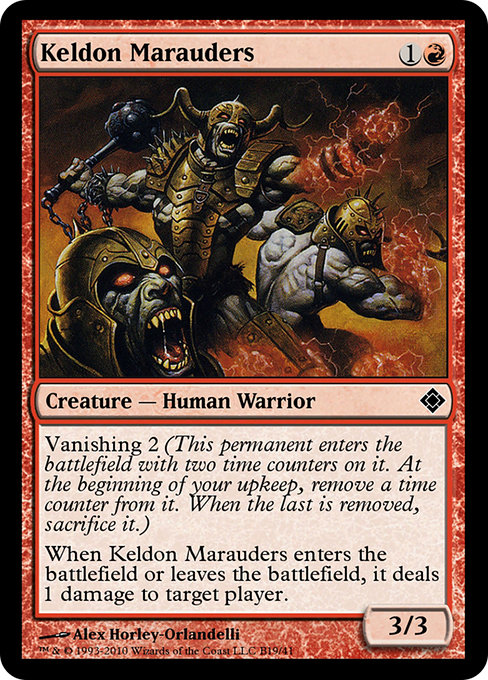 Keldon Marauders 1
Creature — Human Warrior
Vanishing 2 (This permanent enters the
battlefield with two time counters on it. At
the beginning of your upkeep, remove a time
counter from it. When the last is removed,
sacrifice it.)
When Keldon Marauders enters the
battlefield or leaves the battlefield, it deals
1 damage to target player.
3/3
Alex Horley-Orlandelli
™ & © 1993-2010 Wizards of the Coast LLC B19/41